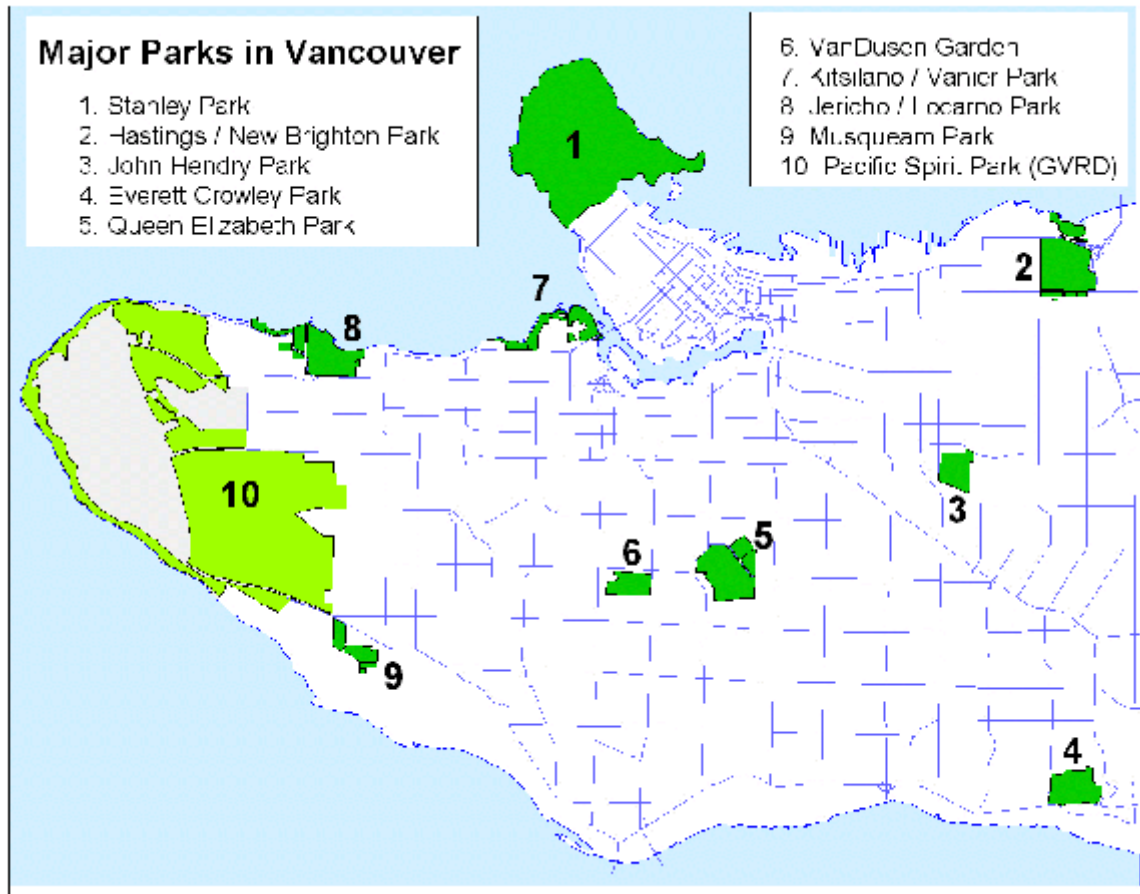 Major Parks in Vancouver
1. Stanley Park
2. Hastings / New Brighton Park
3. John Hendry Park
4. Everett Crowley Park
5. Queen Elizabeth Park
6. VanDusen Garden
7. Kitsilano / Vanier Park
8. Jericho / Locarno Park
9. Musqueam Park
10. Pacific Spirit Park (GVRD)
1
2
7
8
10
3
5
6
9
4